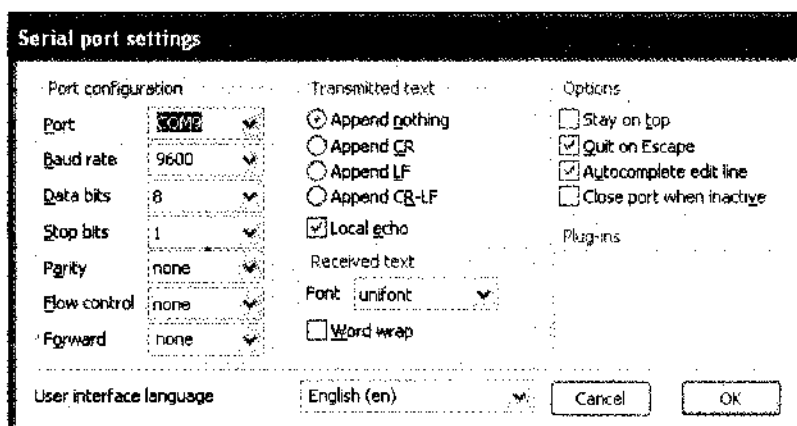 Serial port settings
Port configuration
Port
Baud rate 9600
Data bits 8
Stop bits 1
Parity none
Flow control none
Forward none
Transmitted text
Append nothing
Append CR
Append LF
Append CR-LF
Local echo
Received text
Font unifont
Word wrap
Options
Stay on top
Quit on Escape
Autocomplete edit line
Close port when inactive
Plug-ins
User interface language English (en) Cancel OK